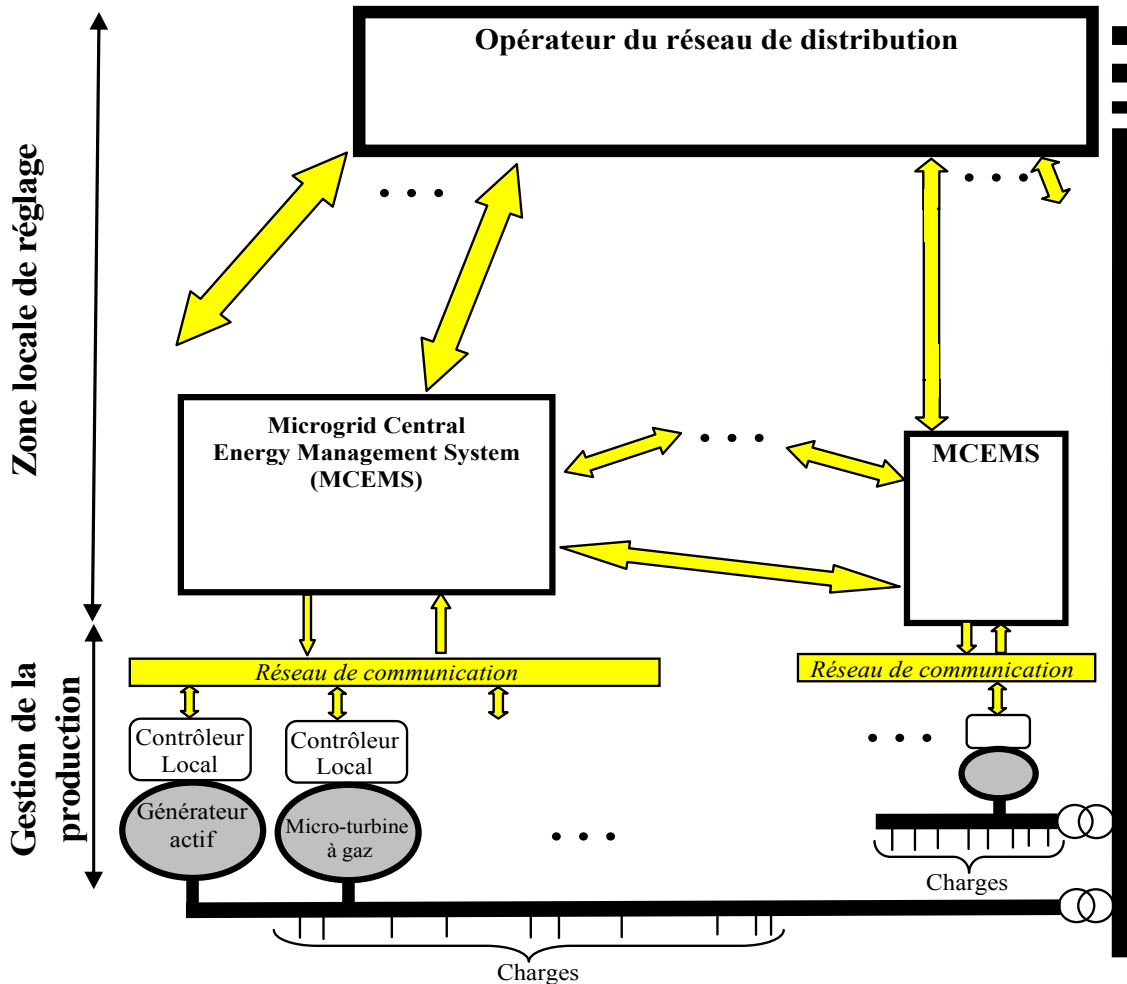 Opérateur du réseau de distribution
Zone locale de réglage
Microgrid Central
Energy Management System
(MCEMS)
MCEMS
Gestion de la
production
Réseau de communication
Réseau de communication
Contrôleur
Local
Contrôleur
Local
Générateur
actif
Micro-turbine
à gaz
Charges
Charges